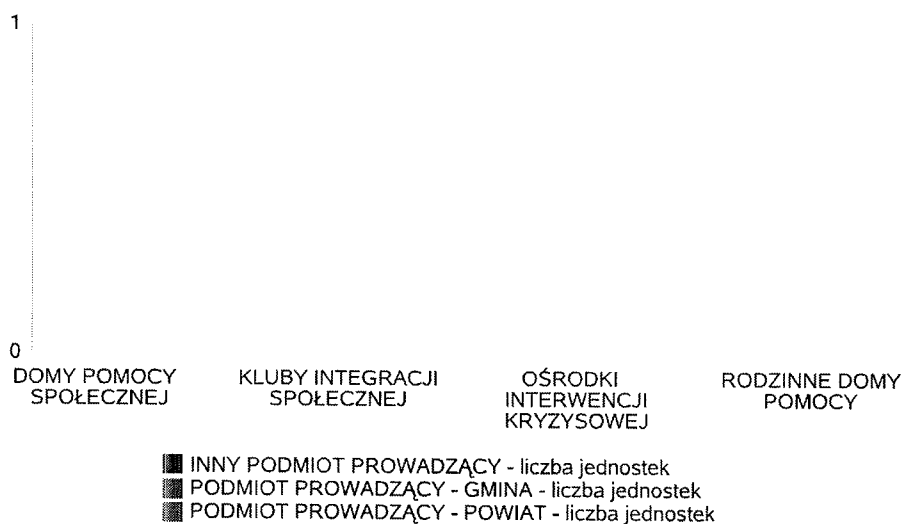 1
0
DOMY POMOCY
SPOŁECZNEJ
KLUBY INTEGRACJI
SPOŁECZNEJ
OŚRODKI
INTERWENCJI
KRYZYSOWEJ
RODZINNE DOMY
POMOCY
INNY PODMIOT PROWADZĄCY - liczba jednostek
PODMIOT PROWADZĄCY - GMINA - liczba jednostek
PODMIOT PROWADZĄCY - POWIAT - liczba jednostek